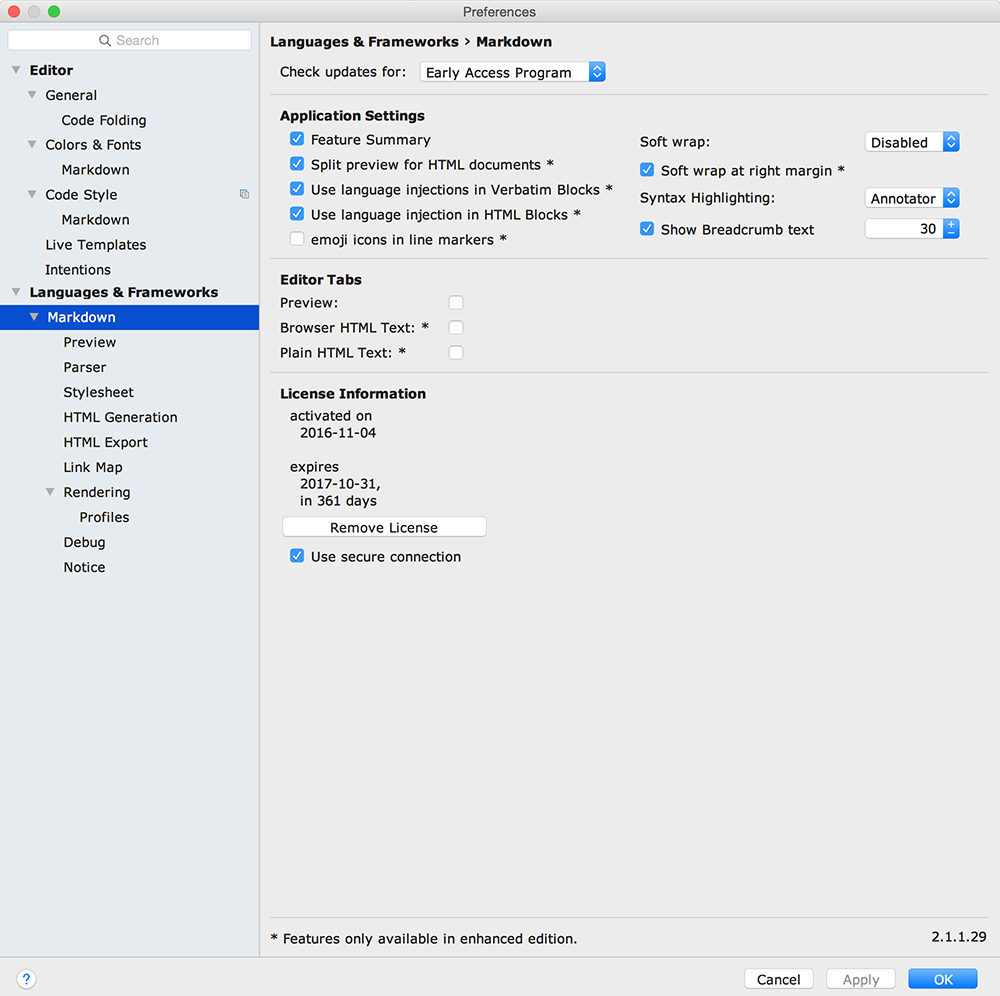 Preferences
Search
Editor
General
Code Folding
Colors & Fonts
Markdown
Code Style
Markdown
Live Templates
Intentions
Languages & Frameworks
Markdown
Preview
Parser
Stylesheet
HTML Generation
HTML Export
Link Map
Rendering
Profiles
Debug
Notice
Languages & Frameworks › Markdown
Check updates for: Early Access Program
Application Settings
Feature Summary
Split preview for HTML documents *
Use language injections in Verbatim Blocks *
Use language injection in HTML Blocks *
emoji icons in line markers *
Soft wrap: Disabled
Soft wrap at right margin *
Syntax Highlighting: Annotator
Show Breadcrumb text 30
Editor Tabs
Preview:
Browser HTML Text: *
Plain HTML Text: *
License Information
activated on
2016-11-04
expires
2017-10-31,
in 361 days
Remove License
Use secure connection
* Features only available in enhanced edition. 2.1.1.29
? Cancel Apply OK